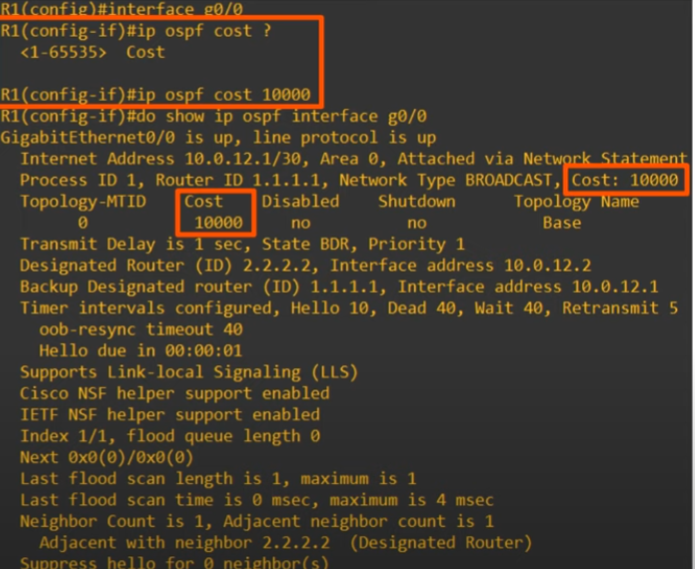 R1(config)#interface g0/0
R1(config-if)#ip ospf cost ?
<1-65535> Cost
R1(config-if)#ip ospf cost 10000
R1(config-if)#do show ip ospf interface g0/0
GigabitEthernet0/0 is up, line protocol is up
Internet Address 10.0.12.1/30, Area 0, Attached via Network Statement
Process ID 1, Router ID 1.1.1.1, Network Type BROADCAST, Cost: 10000
Topology-MTID Cost Disabled Shutdown Topology Name
0 10000 no no Base
Transmit Delay is 1 sec, State BDR, Priority 1
Designated Router (ID) 2.2.2.2, Interface address 10.0.12.2
Backup Designated router (ID) 1.1.1.1, Interface address 10.0.12.1
Timer intervals configured, Hello 10, Dead 40, Wait 40, Retransmit 5
oob-resync timeout 40
Hello due in 00:00:01
Supports Link-local Signaling (LLS)
Cisco NSF helper support enabled
IETF NSF helper support enabled
Index 1/1, flood queue length 0
Next 0x0(0)/0x0(0)
Last flood scan length is 1, maximum is 1
Last flood scan time is 0 msec, maximum is 4 msec
Neighbor Count is 1, Adjacent neighbor count is 1
Adjacent with neighbor 2.2.2.2 (Designated Router)
Suppress hello for 0 neighbor(s)